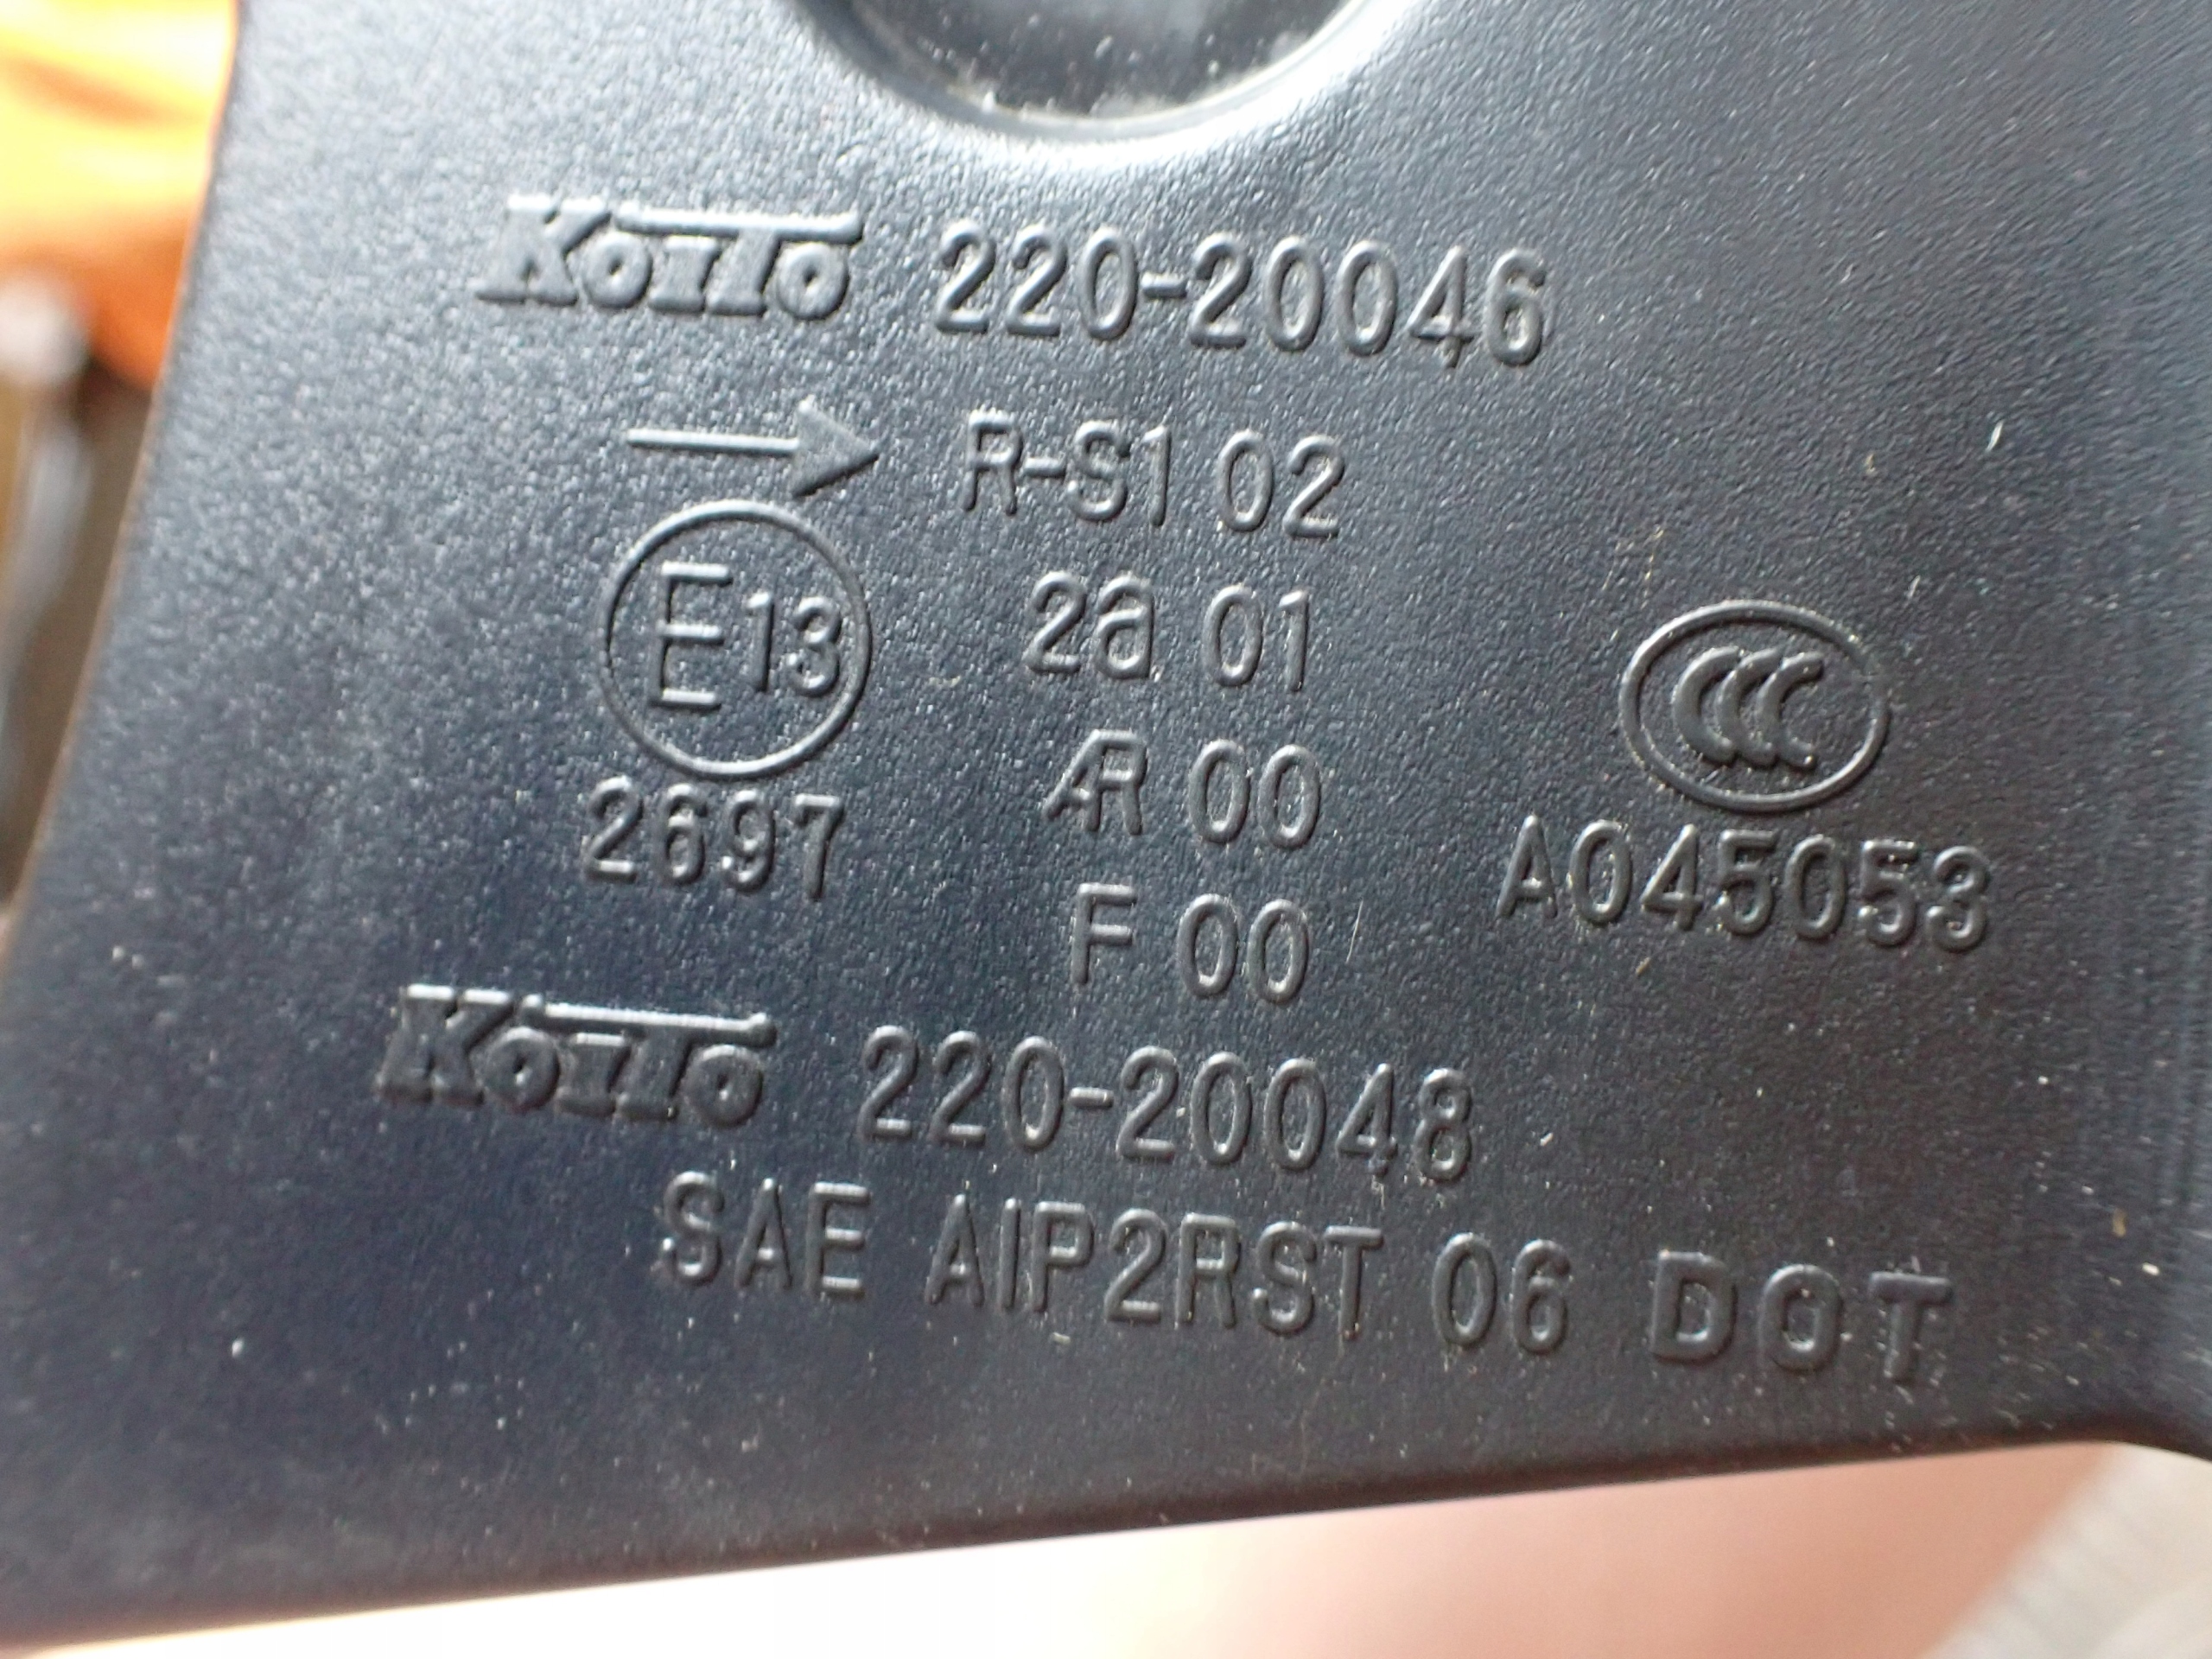 KOITO 220-20046
→ R-S1 02
E13 2a 01
2697 AR 00
F 00
CCC
A045053
KOITO 220-20048
SAE AIP2RST 06 DOT